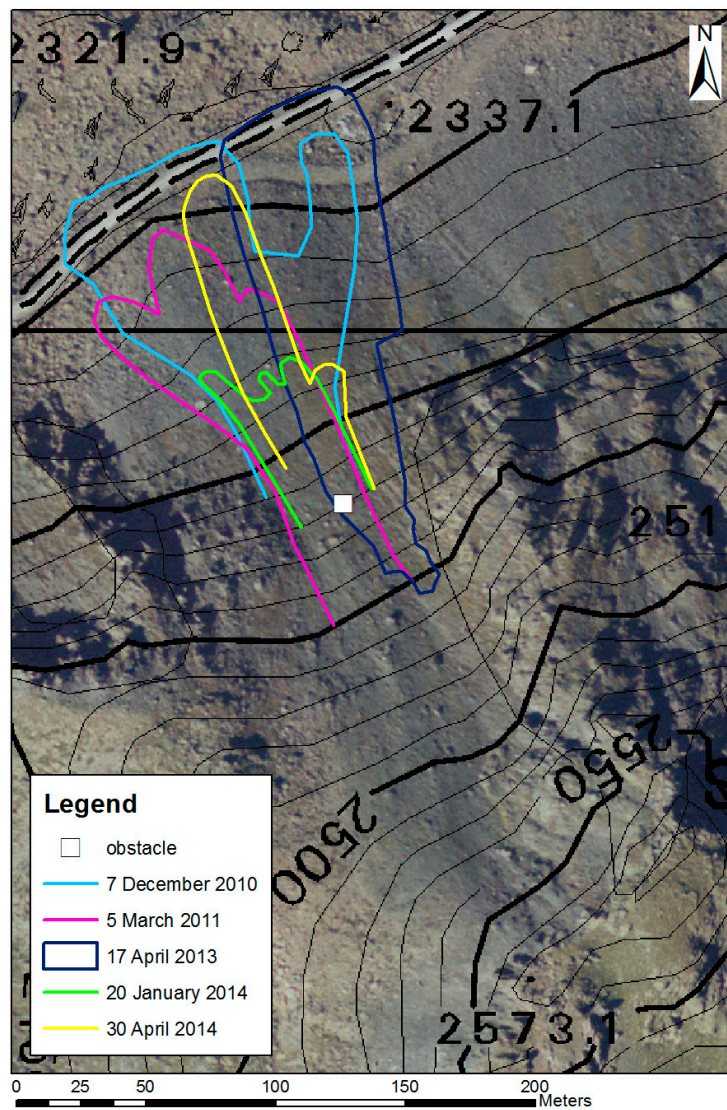 2321.9
N
2337.1
251
2550
2500
2573.1
Legend
obstacle
7 December 2010
5 March 2011
17 April 2013
20 January 2014
30 April 2014
0 25 50 100 150 200
Meters